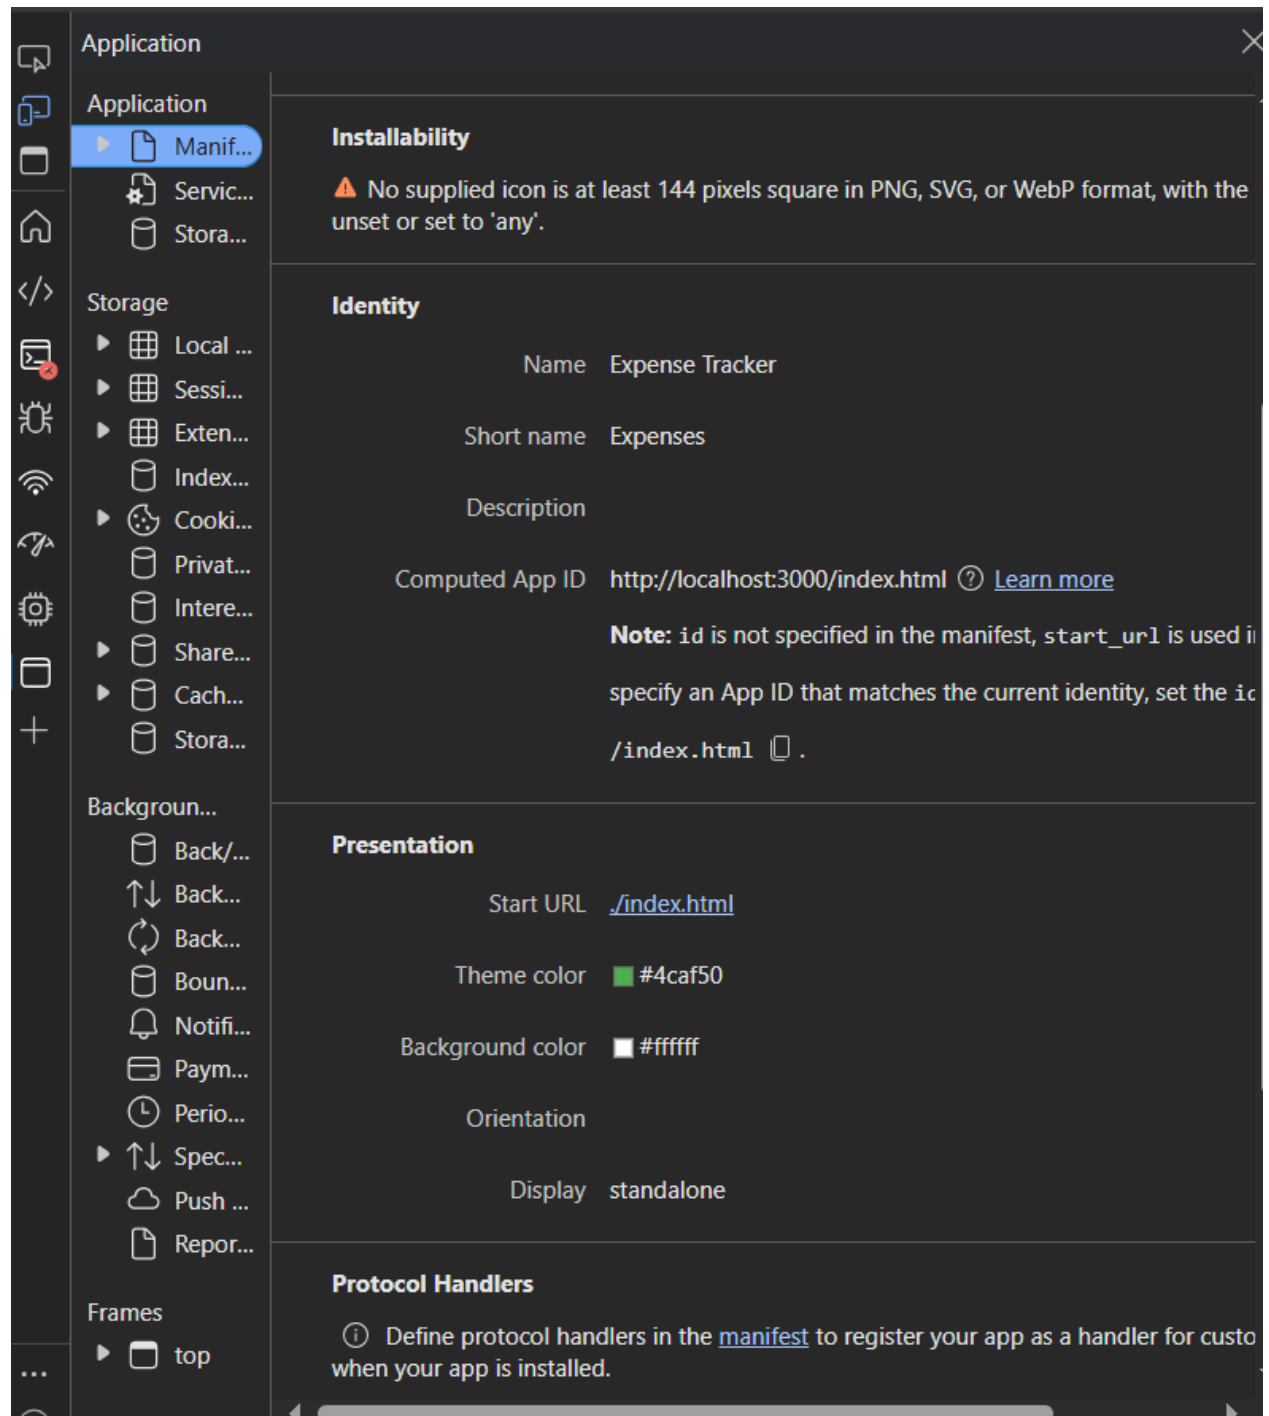 Application
Application
Manif...
Servic...
Stora...
Storage
Local ...
Sessi...
Exten...
Index...
Cooki...
Privat...
Intere...
Share...
Cach...
Stora...
Backgroun...
Back/...
Back...
Back...
Boun...
Notifi...
Paym...
Perio...
Spec...
Push ...
Repor...
Frames
top
Installability
No supplied icon is at least 144 pixels square in PNG, SVG, or WebP format, with the
unset or set to 'any'.
Identity
Name Expense Tracker
Short name Expenses
Description
Computed App ID http://localhost:3000/index.html Learn more
Note: id is not specified in the manifest, start_url is used
specify an App ID that matches the current identity, set the
/index.html .
Presentation
Start URL ./index.html
Theme color #4caf50
Background color #ffffff
Orientation
Display standalone
Protocol Handlers
Define protocol handlers in the manifest to register your app as a handler for custo
when your app is installed.